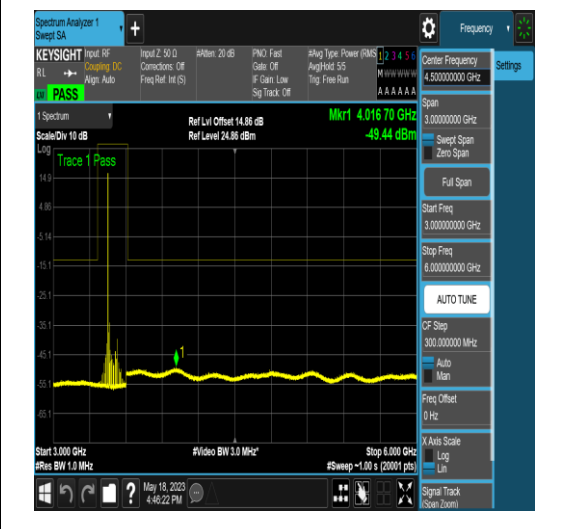 Spectrum Analyzer 1
Swept SA
+
Frequency
KEYSIGHT
RL
PASS
Input: RF
Coupling: DC
Align: Auto
Input Z: 50 Ω
Corrections: Off
Freq Ref: Int (S)
#Atten: 20 dB
PNO: Fast
Gate: Off
IF Gain: Low
Sig Track: Off
#Avg Type: Power (RMS
Avg|Hold: 5/5
Trig: Free Run
1 2 3 4 5 6
M W W W W W
A A A A A A
1 Spectrum
Scale/Div 10 dB
Ref Lvl Offset 14.86 dB
Ref Level 24.86 dBm
Mkr1 4.016 70 GHz
-49.44 dBm
Log
Trace 1 Pass
14.9
4.86
-5.14
-15.1
-25.1
-35.1
-45.1
-55.1
-65.1
1
Start 3.000 GHz
#Res BW 1.0 MHz
#Video BW 3.0 MHz*
Stop 6.000 GHz
#Sweep ~1.00 s (20001 pts)
?
May 18, 2023
4:46:22 PM
Settings
Center Frequency
4.500000000 GHz
Span
3.00000000 GHz
Swept Span
Zero Span
Full Span
Start Freq
3.000000000 GHz
Stop Freq
6.000000000 GHz
AUTO TUNE
CF Step
300.000000 MHz
Auto
Man
Freq Offset
0 Hz
X Axis Scale
Log
Lin
Signal Track
(Span Zoom)